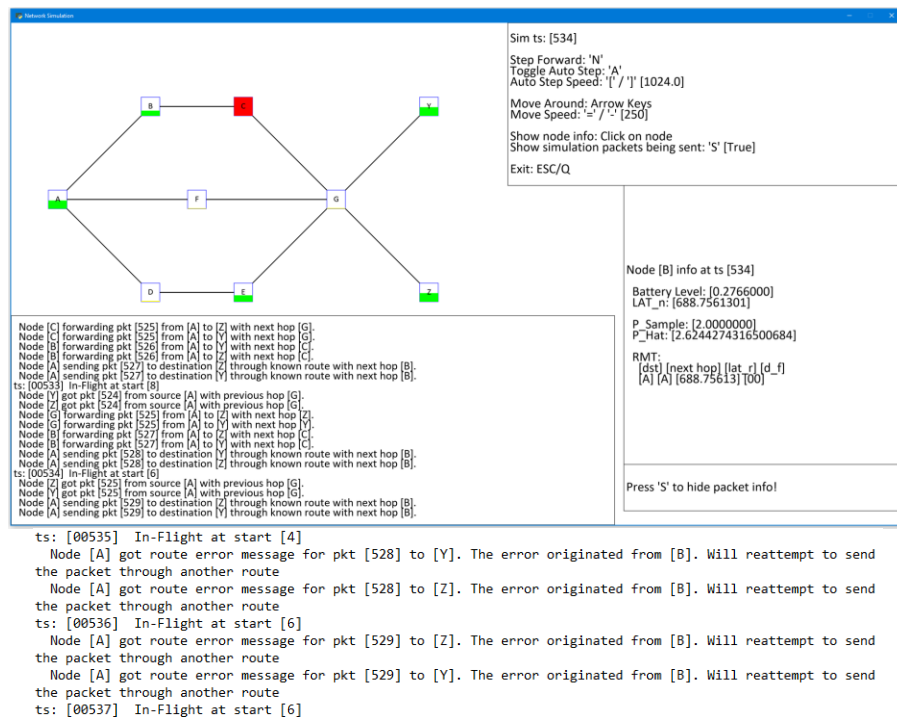 Network Simulation
B
C
Y
A
F
G
D
E
Z
Sim ts: [534]
Step Forward: 'N'
Toggle Auto Step: 'A'
Auto Step Speed: '[' / ']' [1024.0]
Move Around: Arrow Keys
Move Speed: '=' / '-' [250]
Show node info: Click on node
Show simulation packets being sent: 'S' [True]
Exit: ESC/Q
Node [B] info at ts [534]
Battery Level: [0.2766000]
LAT_n: [688.7561301]
P_Sample: [2.0000000]
P_Hat: [2.6244274316500684]
RMT:
[dst] [next hop] [lat_r] [d_f]
[A] [A] [688.75613] [00]
Press 'S' to hide packet info!
Node [C] forwarding pkt [525] from [A] to [Z] with next hop [G].
Node [C] forwarding pkt [525] from [A] to [Y] with next hop [G].
Node [B] forwarding pkt [526] from [A] to [Y] with next hop [C].
Node [B] forwarding pkt [526] from [A] to [Z] with next hop [C].
Node [A] sending pkt [527] to destination [Z] through known route with next hop [B].
Node [A] sending pkt [527] to destination [Y] through known route with next hop [B].
ts: [00533] In-Flight at start [8]
Node [Y] got pkt [524] from source [A] with previous hop [G].
Node [Z] got pkt [524] from source [A] with previous hop [G].
Node [G] forwarding pkt [525] from [A] to [Z] with next hop [Z].
Node [G] forwarding pkt [525] from [A] to [Y] with next hop [Y].
Node [B] forwarding pkt [527] from [A] to [Z] with next hop [C].
Node [B] forwarding pkt [527] from [A] to [Y] with next hop [C].
Node [A] sending pkt [528] to destination [Y] through known route with next hop [B].
Node [A] sending pkt [528] to destination [Z] through known route with next hop [B].
ts: [00534] In-Flight at start [6]
Node [Z] got pkt [525] from source [A] with previous hop [G].
Node [Y] got pkt [525] from source [A] with previous hop [G].
Node [A] sending pkt [529] to destination [Z] through known route with next hop [B].
Node [A] sending pkt [529] to destination [Y] through known route with next hop [B].
ts: [00535] In-Flight at start [4]
Node [A] got route error message for pkt [528] to [Y]. The error originated from [B]. Will reattempt to send
the packet through another route
Node [A] got route error message for pkt [528] to [Z]. The error originated from [B]. Will reattempt to send
the packet through another route
ts: [00536] In-Flight at start [6]
Node [A] got route error message for pkt [529] to [Z]. The error originated from [B]. Will reattempt to send
the packet through another route
Node [A] got route error message for pkt [529] to [Y]. The error originated from [B]. Will reattempt to send
the packet through another route
ts: [00537] In-Flight at start [6]